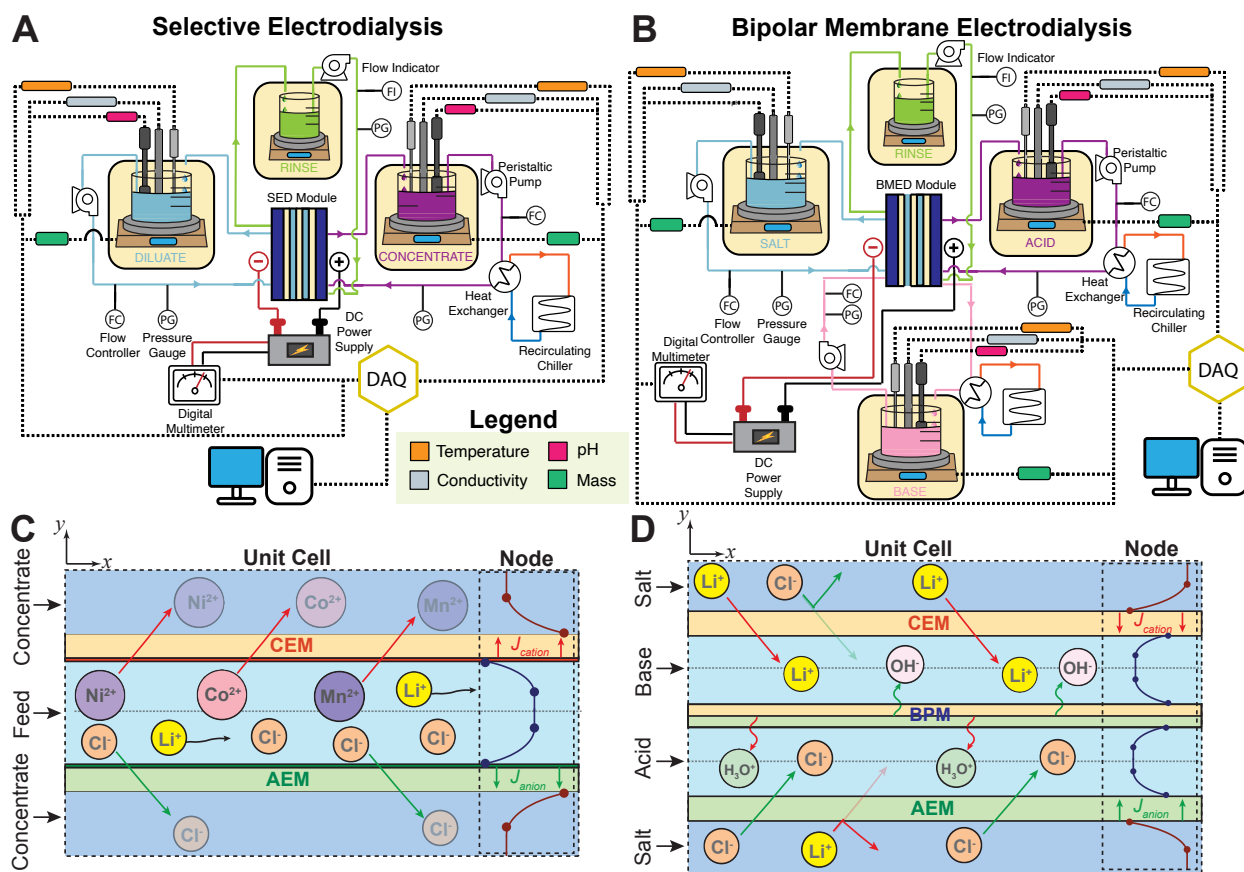 A
Selective Electrodialysis
Flow Indicator
FI
PG
RINSE
Peristaltic
Pump
SED Module
FC
DILUATE
CONCENTRATE
−
+
Heat
Exchanger
FC
PG
PG
Flow
Controller
Pressure
Gauge
DC
Power
Supply
Recirculating
Chiller
DAQ
Digital
Multimeter
Legend
Temperature
pH
Conductivity
Mass
B
Bipolar Membrane Electrodialysis
Flow Indicator
FI
PG
RINSE
Peristaltic
Pump
BMED Module
FC
SALT
ACID
−
+
Heat
Exchanger
FC
PG
FC
PG
PG
Flow
Controller
Pressure
Gauge
Recirculating
Chiller
Digital
Multimeter
DAQ
DC
Power
Supply
BASE
C
y
x
Unit Cell
Node
Concentrate
Ni²⁺
Co²⁺
Mn²⁺
CEM
J cation
Feed
Ni²⁺
Co²⁺
Mn²⁺
Li⁺
Cl⁻
Li⁺
Cl⁻
Cl⁻
Cl⁻
AEM
J anion
Concentrate
Cl⁻
Cl⁻
D
y
x
Unit Cell
Node
Salt
Li⁺
Cl⁻
Li⁺
CEM
J cation
Base
Li⁺
OH⁻
Li⁺
OH⁻
BPM
Acid
H₃O⁺
Cl⁻
H₃O⁺
Cl⁻
AEM
J anion
Salt
Cl⁻
Li⁺
Cl⁻